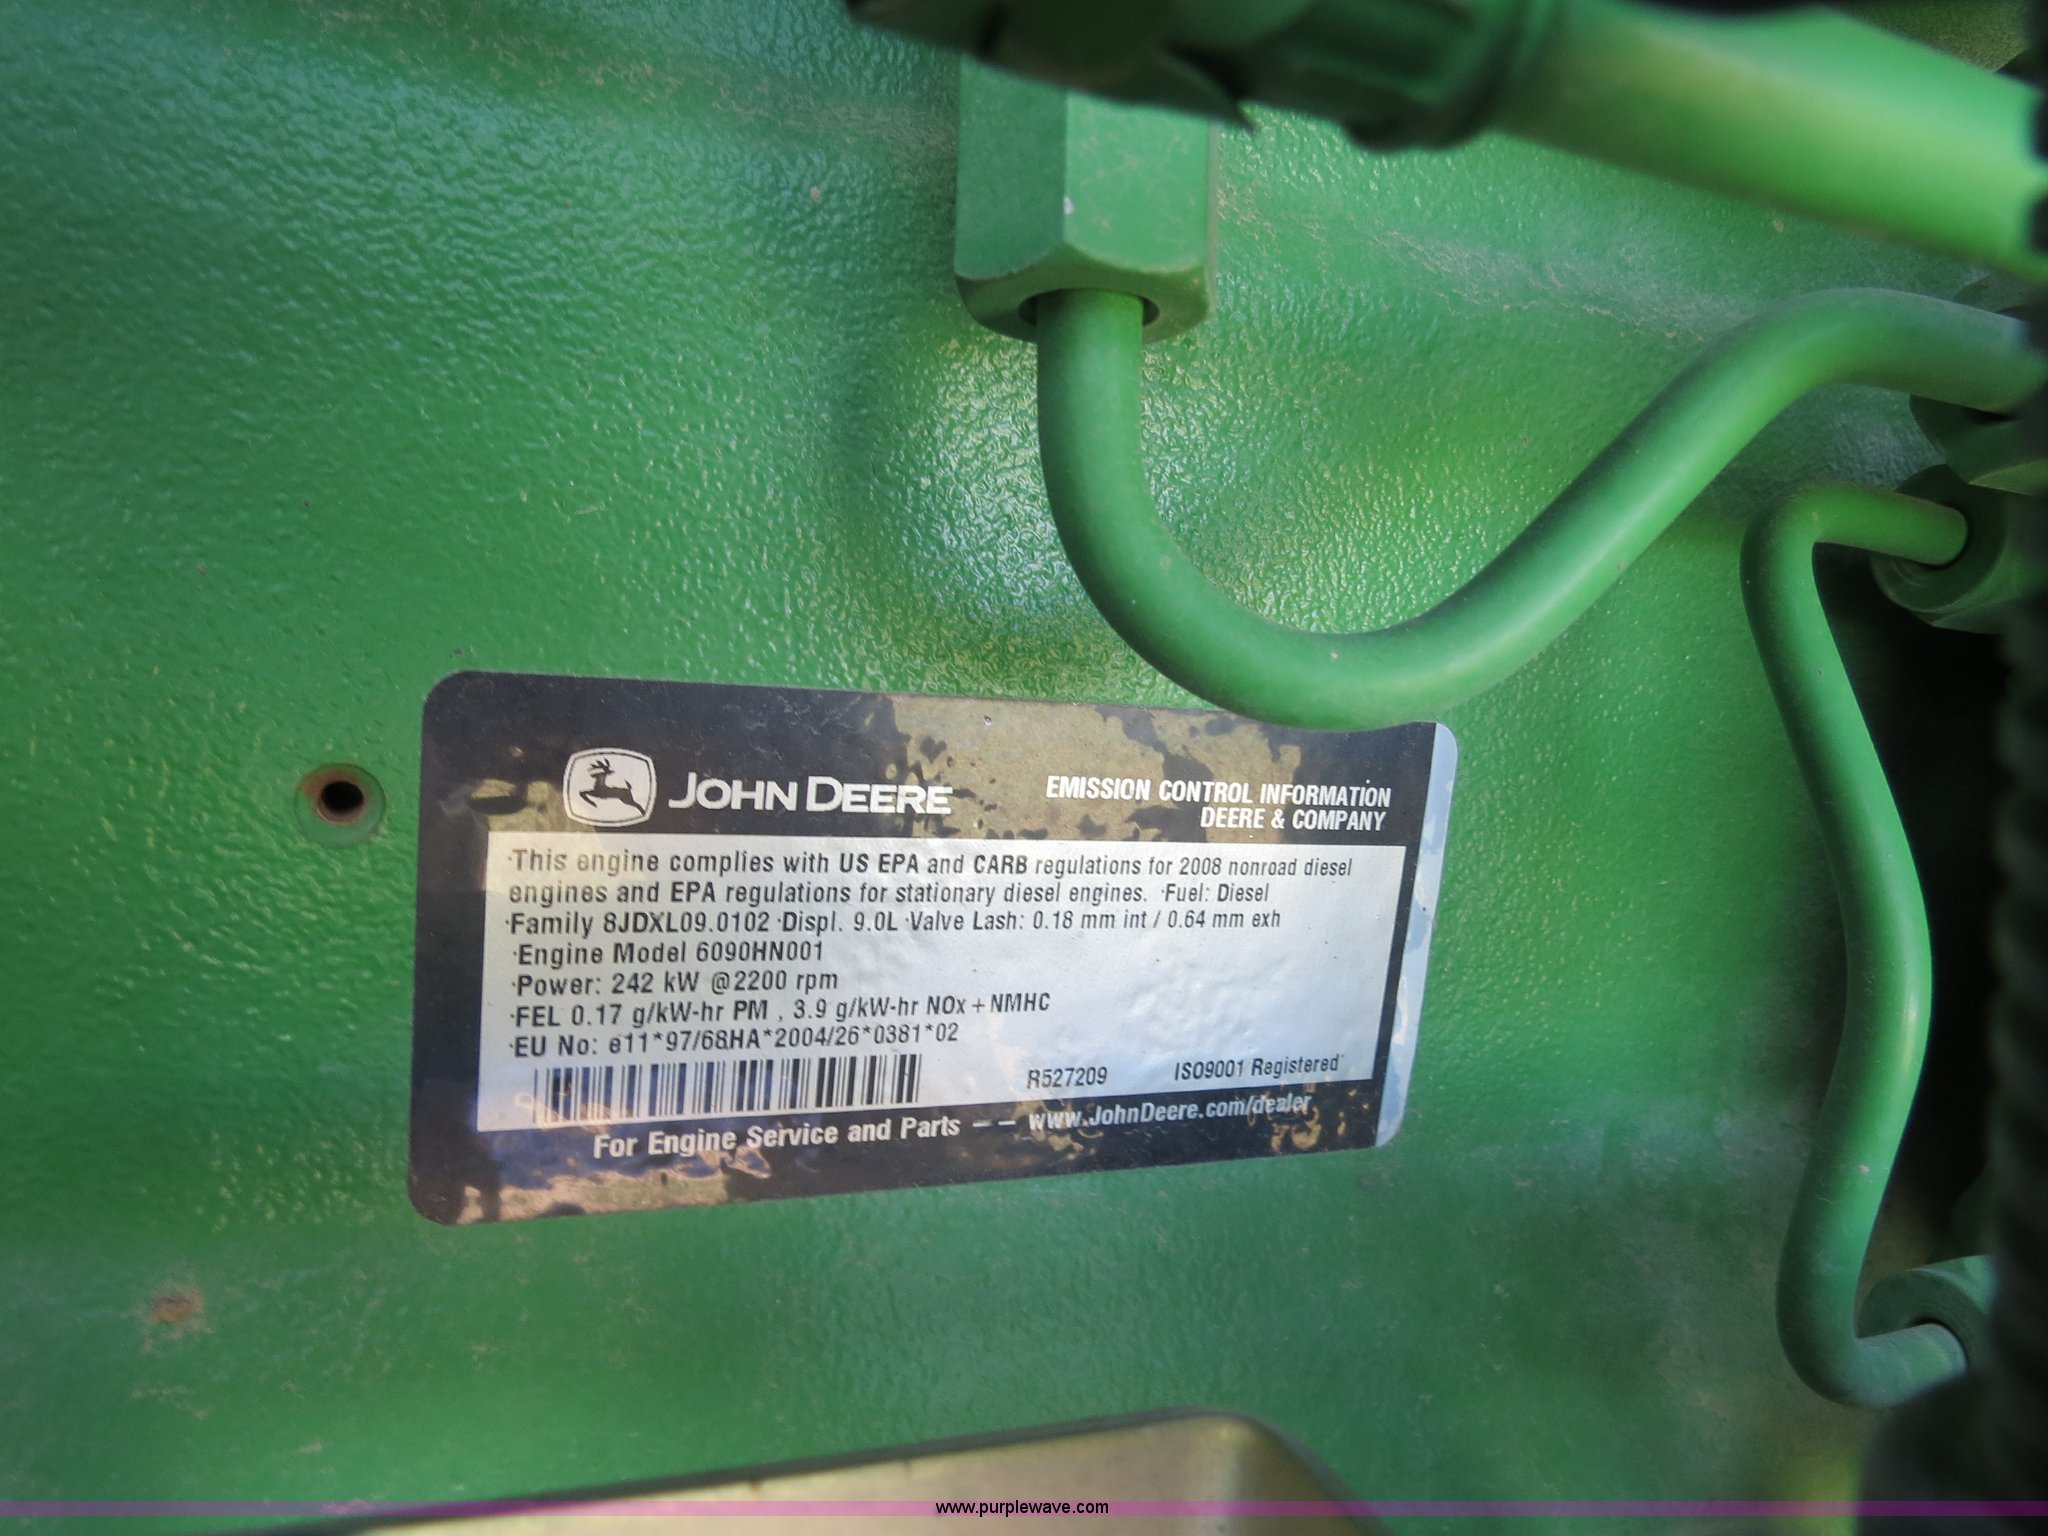 JOHN DEERE
EMISSION CONTROL INFORMATION
DEERE & COMPANY
·This engine complies with US EPA and CARB regulations for 2008 nonroad diesel
engines and EPA regulations for stationary diesel engines. ·Fuel: Diesel
·Family 8JDXL09.0102 ·Displ. 9.0L ·Valve Lash: 0.18 mm int / 0.64 mm exh
·Engine Model 6090HN001
·Power: 242 kW @2200 rpm
·FEL 0.17 g/kW-hr PM , 3.9 g/kW-hr NOx+NMHC
·EU No: e11*97/68HA*2004/26*0381*02
R527209 ISO9001 Registered
For Engine Service and Parts -- www.JohnDeere.com/dealer
www.purplewave.com